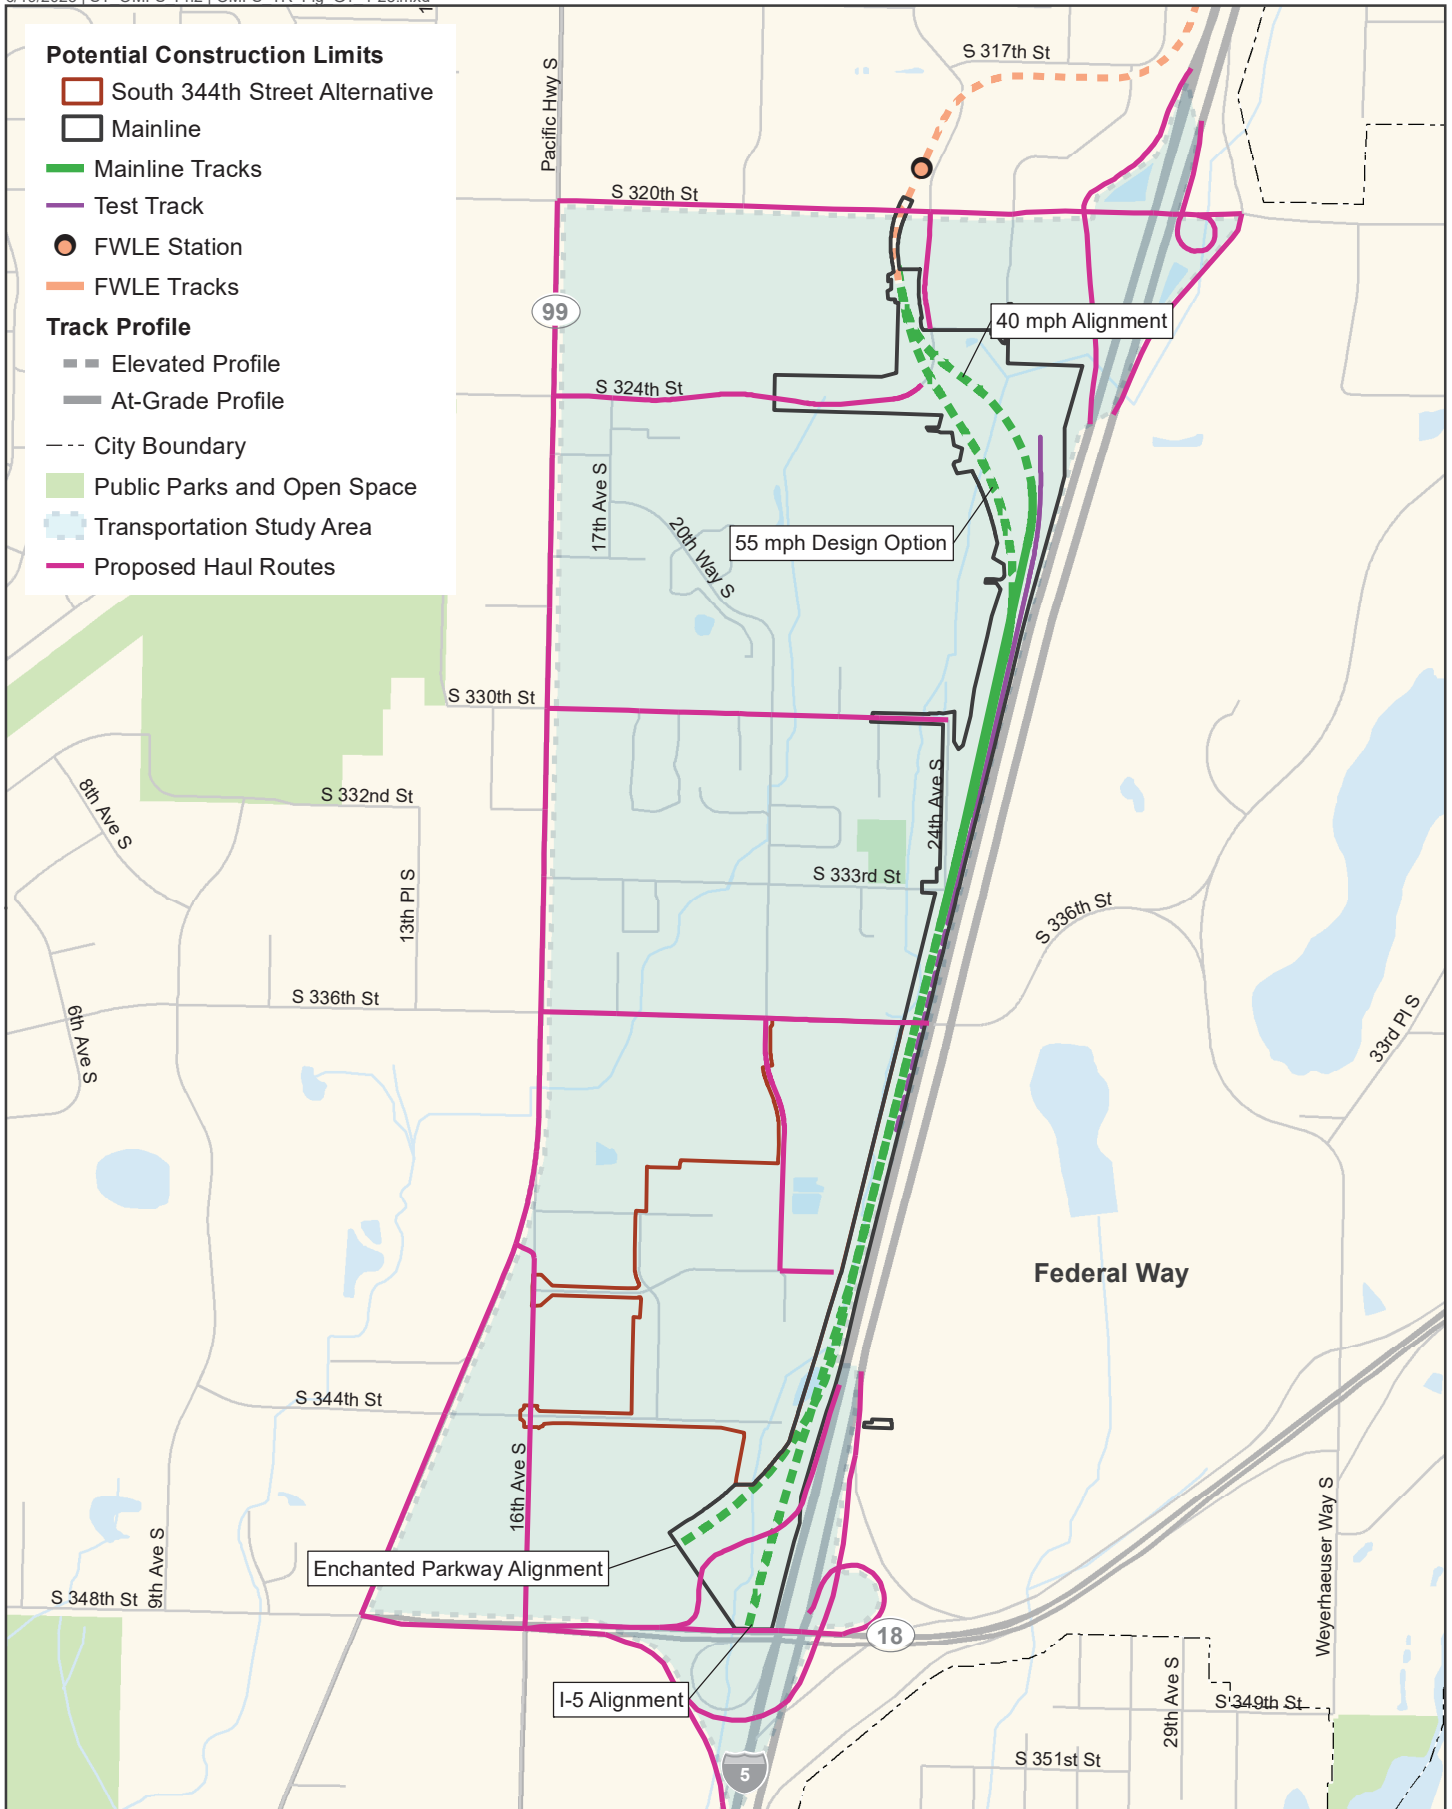 Potential Construction Limits
South 344th Street Alternative
Mainline
Mainline Tracks
Test Track
FWLE Station
FWLE Tracks
Track Profile
Elevated Profile
At-Grade Profile
City Boundary
Public Parks and Open Space
Transportation Study Area
Proposed Haul Routes
Pacific Hwy S
S 317th St
S 320th St
99
40 mph Alignment
S 324th St
17th Ave S
20th Way S
55 mph Design Option
S 330th St
8th Ave S
S 332nd St
24th Ave S
13th Pl S
S 333rd St
S 336th St
S 336th St
6th Ave S
33rd Pl S
Federal Way
S 344th St
16th Ave S
9th Ave S
Weyerhaeuser Way S
Enchanted Parkway Alignment
S 348th St
18
I-5 Alignment
29th Ave S
S 349th St
S 351st St
5